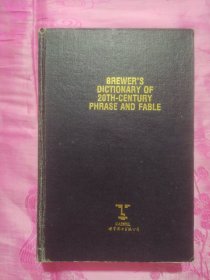 BREWER'S
DICTIONARY OF
20TH-CENTURY
PHRASE AND FABLE